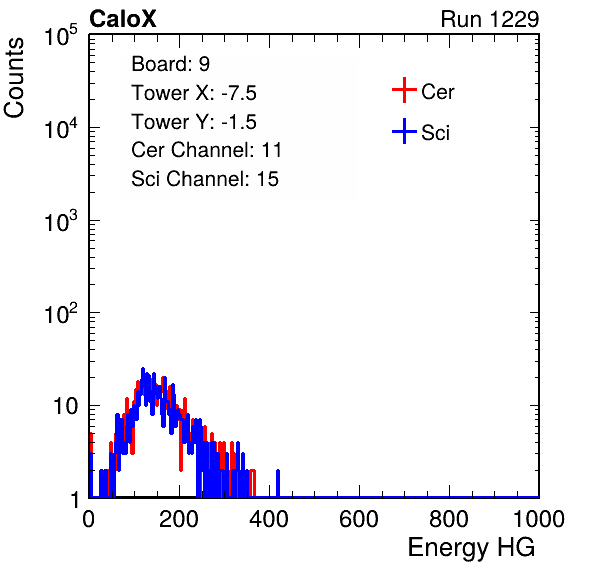 CaloX Run 1229
Counts
Board: 9
Tower X: -7.5
Tower Y: -1.5
Cer Channel: 11
Sci Channel: 15
Cer
Sci
10^5
10^4
10^3
10^2
10
1
0 200 400 600 800 1000
Energy HG